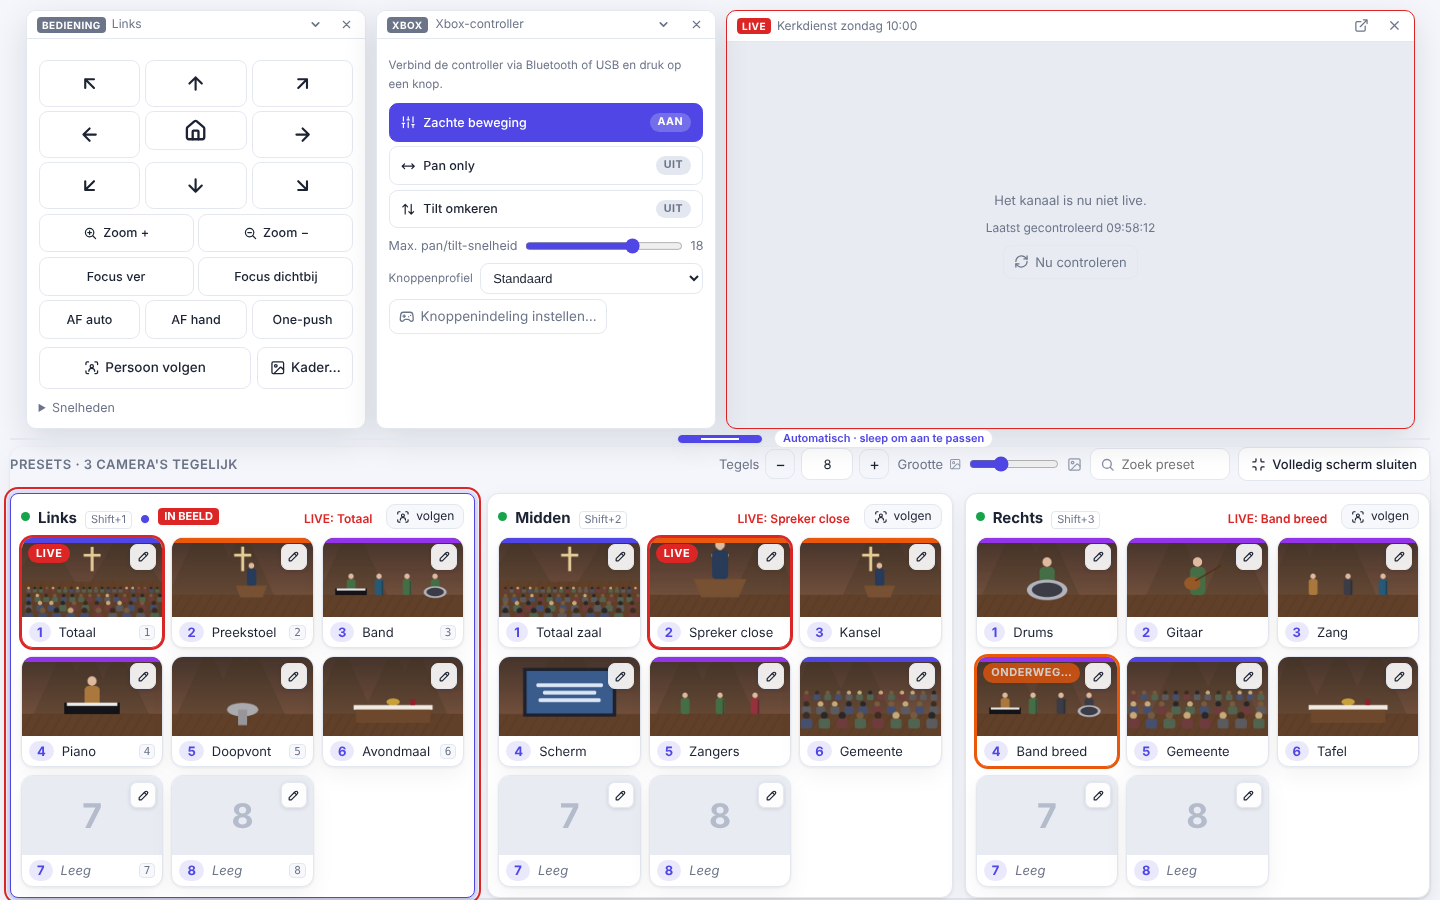 BEDIENING Links
Zoom +
Zoom −
Focus ver
Focus dichtbij
AF auto
AF hand
One-push
Persoon volgen
Kader...
Snelheden
XBOX Xbox-controller
Verbind de controller via Bluetooth of USB en druk op
een knop.
Zachte beweging AAN
Pan only UIT
Tilt omkeren UIT
Max. pan/tilt-snelheid 18
Knoppenprofiel Standaard
Knoppenindeling instellen...
LIVE Kerkdienst zondag 10:00
Het kanaal is nu niet live.
Laatst gecontroleerd 09:58:12
Nu controleren
Automatisch · sleep om aan te passen
PRESETS · 3 CAMERA'S TEGELIJK
Tegels − 8 + Grootte
Zoek preset
Volledig scherm sluiten
Links Shift+1 IN BEELD LIVE: Totaal volgen
LIVE
1 Totaal 1
2 Preekstoel 2
3 Band 3
4 Piano 4
5 Doopvont 5
6 Avondmaal 6
7
7 Leeg 7
8
8 Leeg 8
Midden Shift+2 LIVE: Spreker close volgen
1 Totaal zaal
LIVE
2 Spreker close
3 Kansel
4 Scherm
5 Zangers
6 Gemeente
7
7 Leeg
8
8 Leeg
Rechts Shift+3 LIVE: Band breed volgen
1 Drums
2 Gitaar
3 Zang
ONDERWEG...
4 Band breed
5 Gemeente
6 Tafel
7
7 Leeg
8
8 Leeg